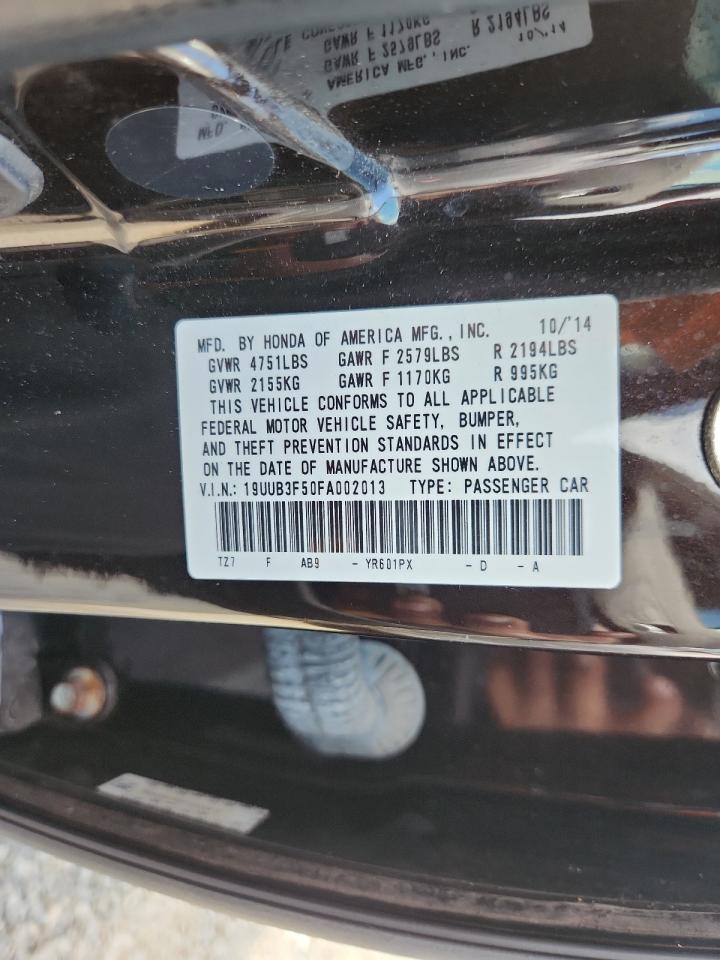 MFD. BY HONDA OF AMERICA MFG., INC. 10/'14
GVWR 4751LBS GAWR F 2579LBS R 2194LBS
GVWR 2155KG GAWR F 1170KG R 995KG
THIS VEHICLE CONFORMS TO ALL APPLICABLE
FEDERAL MOTOR VEHICLE SAFETY, BUMPER,
AND THEFT PREVENTION STANDARDS IN EFFECT
ON THE DATE OF MANUFACTURE SHOWN ABOVE.
V.I.N.: 19UUB3F50FA002013 TYPE: PASSENGER CAR
TZ7 F AB9 - YR601PX - D - A